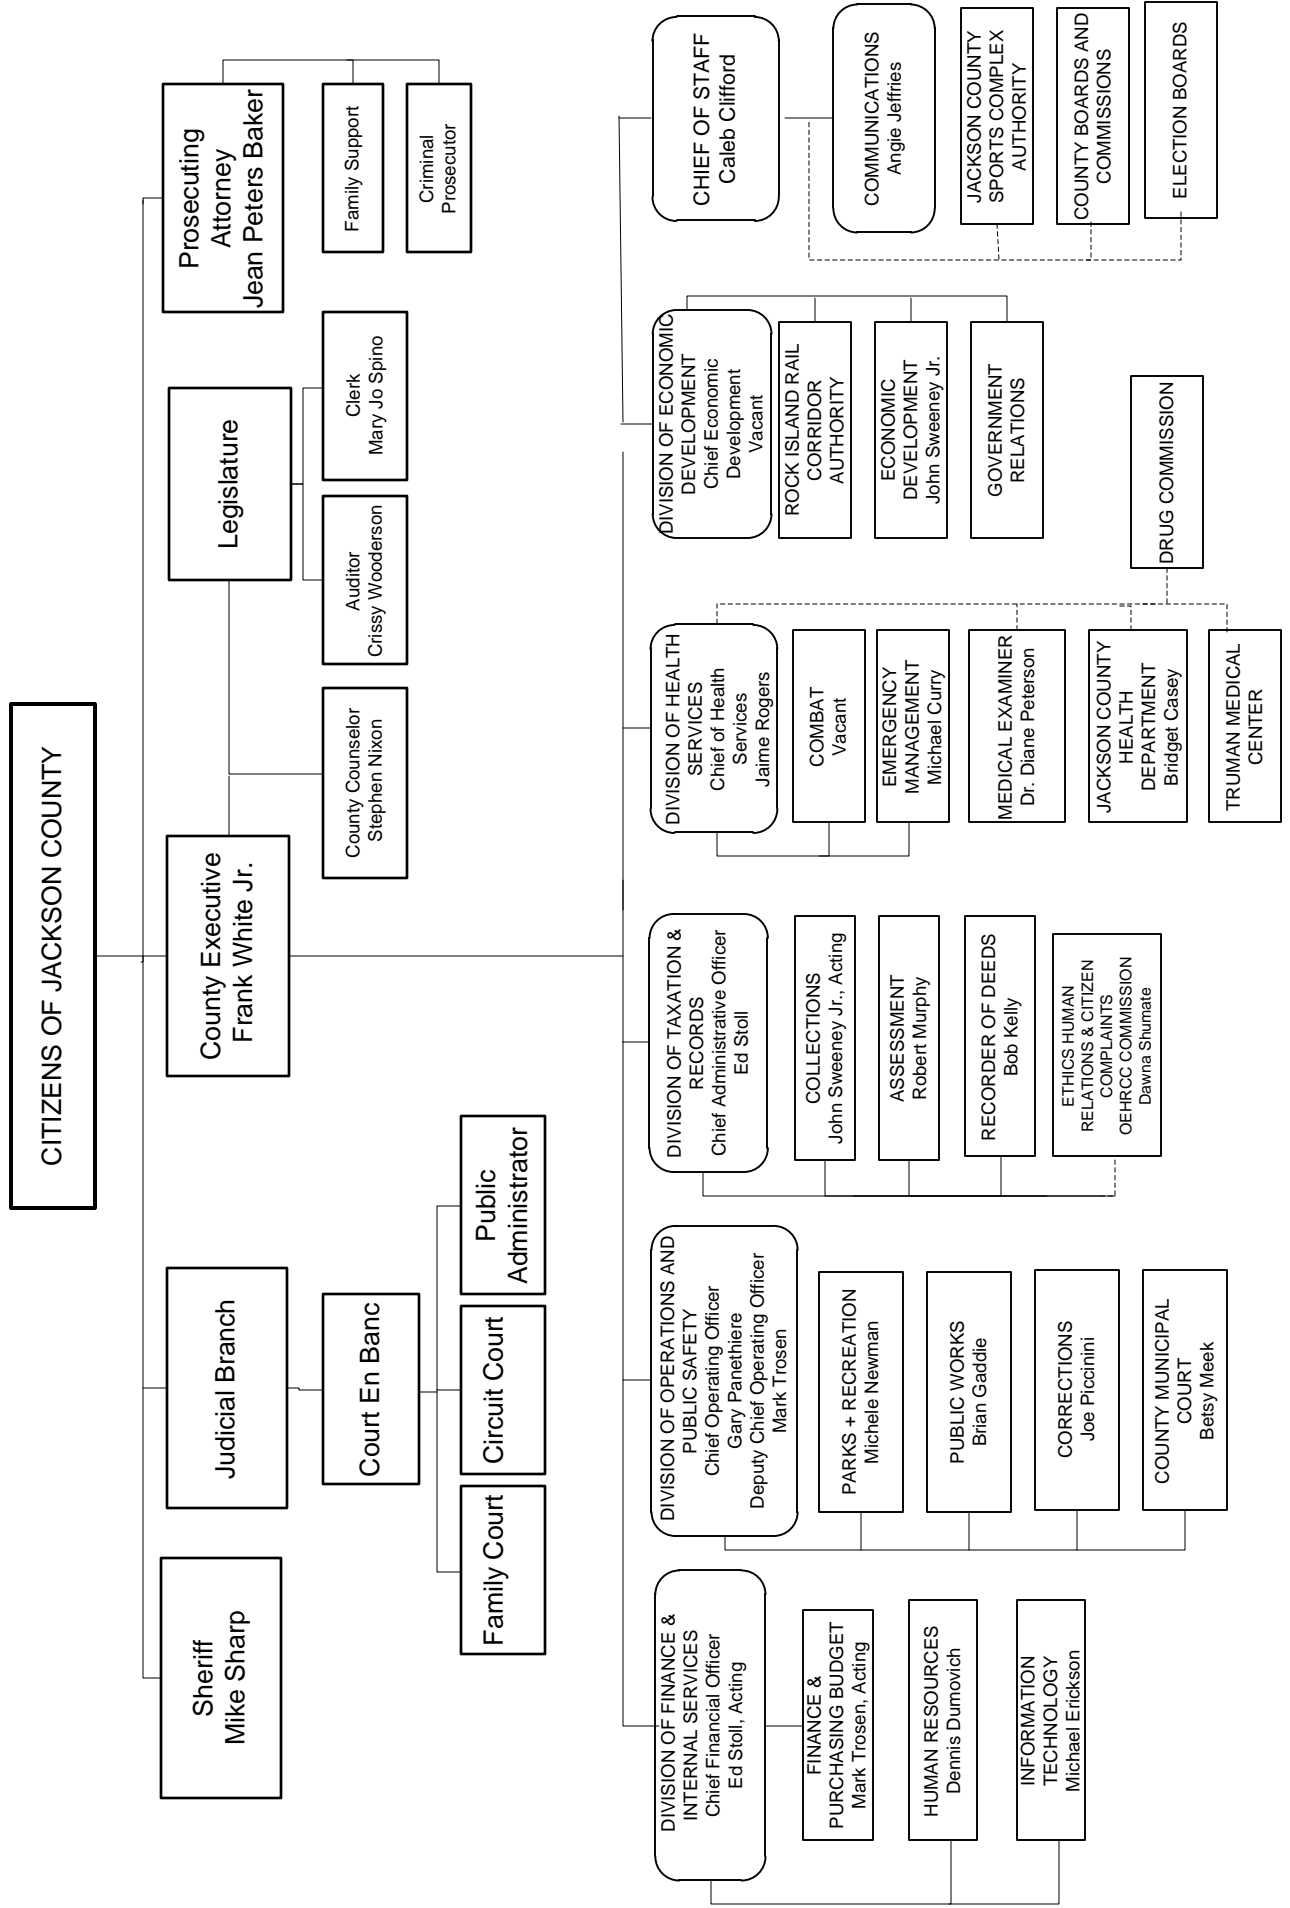 CITIZENS OF JACKSON COUNTY
Sheriff
Mike Sharp
Judicial Branch
County Executive
Frank White Jr.
Legislature
Prosecuting
Attorney
Jean Peters Baker
Court En Banc
Family Court
Circuit Court
Public
Administrator
County Counselor
Stephen Nixon
Auditor
Crissy Wooderson
Clerk
Mary Jo Spino
Family Support
Criminal
Prosecutor
DIVISION OF FINANCE &
INTERNAL SERVICES
Chief Financial Officer
Ed Stoll, Acting
FINANCE &
PURCHASING BUDGET
Mark Trosen, Acting
HUMAN RESOURCES
Dennis Dumovich
INFORMATION
TECHNOLOGY
Michael Erickson
DIVISION OF OPERATIONS AND
PUBLIC SAFETY
Chief Operating Officer
Gary Panethiere
Deputy Chief Operating Officer
Mark Trosen
PARKS + RECREATION
Michele Newman
PUBLIC WORKS
Brian Gaddie
CORRECTIONS
Joe Piccinini
COUNTY MUNICIPAL
COURT
Betsy Meek
DIVISION OF TAXATION &
RECORDS
Chief Administrative Officer
Ed Stoll
COLLECTIONS
John Sweeney Jr., Acting
ASSESSMENT
Robert Murphy
RECORDER OF DEEDS
Bob Kelly
ETHICS HUMAN
RELATIONS & CITIZEN
COMPLAINTS
OEHRCC COMMISSION
Dawna Shumate
DIVISION OF HEALTH
SERVICES
Chief of Health
Services
Jaime Rogers
COMBAT
Vacant
EMERGENCY
MANAGEMENT
Michael Curry
MEDICAL EXAMINER
Dr. Diane Peterson
JACKSON COUNTY
HEALTH
DEPARTMENT
Bridget Casey
TRUMAN MEDICAL
CENTER
DRUG COMMISSION
DIVISION OF ECONOMIC
DEVELOPMENT
Chief Economic
Development
Vacant
ROCK ISLAND RAIL
CORRIDOR
AUTHORITY
ECONOMIC
DEVELOPMENT
John Sweeney Jr.
GOVERNMENT
RELATIONS
CHIEF OF STAFF
Caleb Clifford
COMMUNICATIONS
Angie Jeffries
JACKSON COUNTY
SPORTS COMPLEX
AUTHORITY
COUNTY BOARDS AND
COMMISSIONS
ELECTION BOARDS